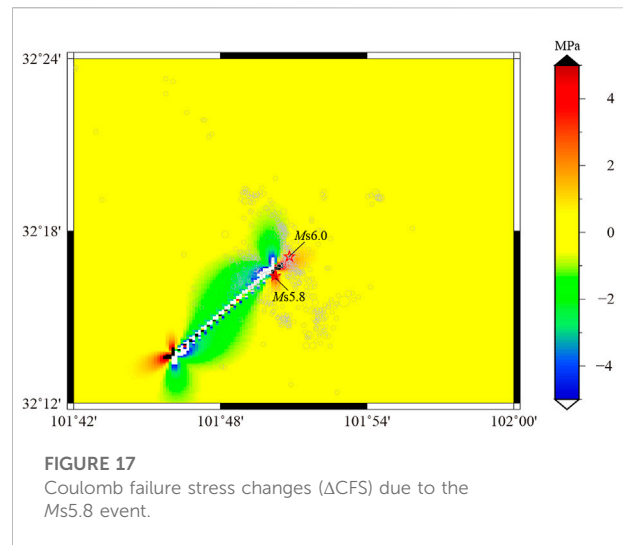 MPa
32°24'
4
2
32°18'
Ms6.0
0
Ms5.8
−2
−4
32°12'
101°42'
101°48'
101°54'
102°00'
FIGURE 17
Coulomb failure stress changes (ΔCFS) due to the
Ms5.8 event.